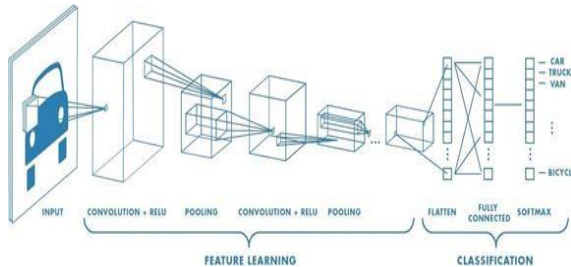 CAR
TRUCK
VAN
BICYCL
INPUT CONVOLUTION + RELU POOLING CONVOLUTION + RELU POOLING FLATTEN FULLY CONNECTED SOFTMAX
FEATURE LEARNING CLASSIFICATION